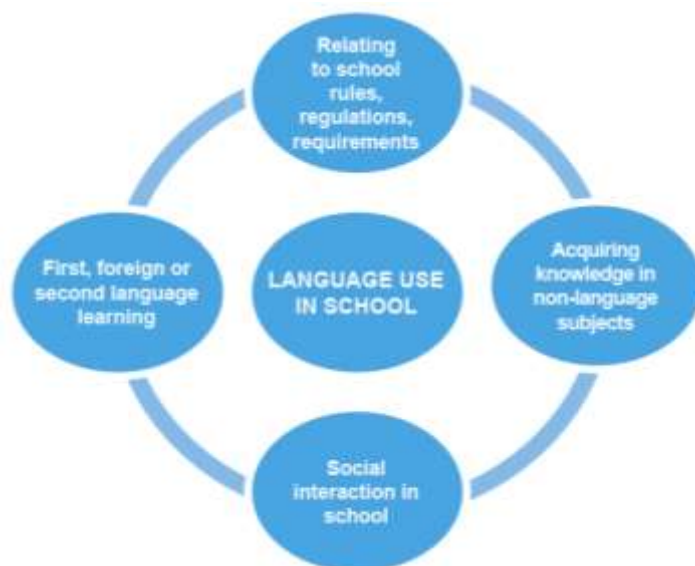 Relating
to school
rules,
regulations,
requirements
First, foreign or
second language
learning
LANGUAGE USE
IN SCHOOL
Acquiring
knowledge in
non-language
subjects
Social
interaction in
school